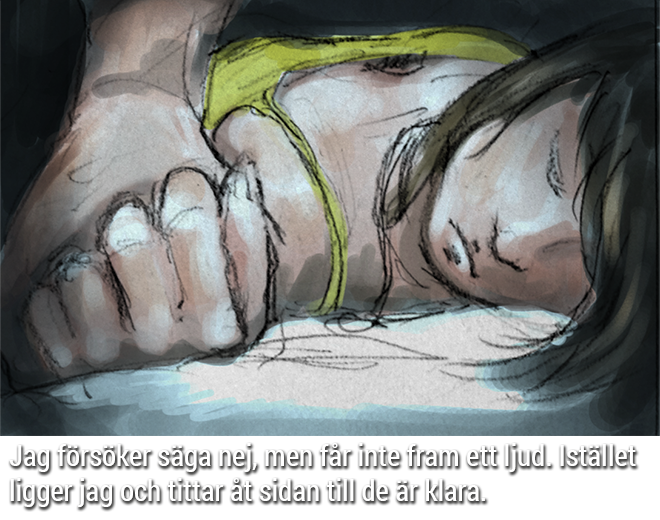 Jag försöker säga nej, men får inte fram ett ljud. Istället
ligger jag och tittar åt sidan till de är klara.